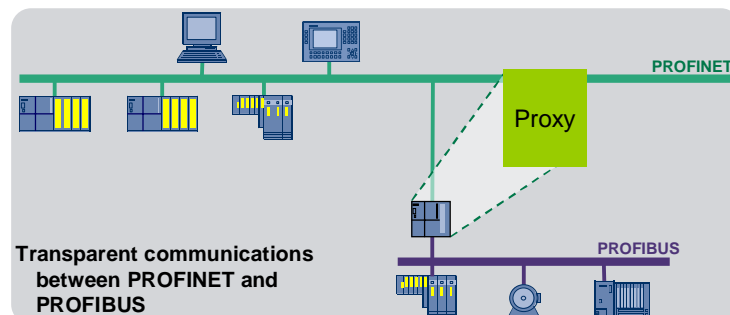 PROFINET
Proxy
PROFIBUS
Transparent communications
between PROFINET and
PROFIBUS